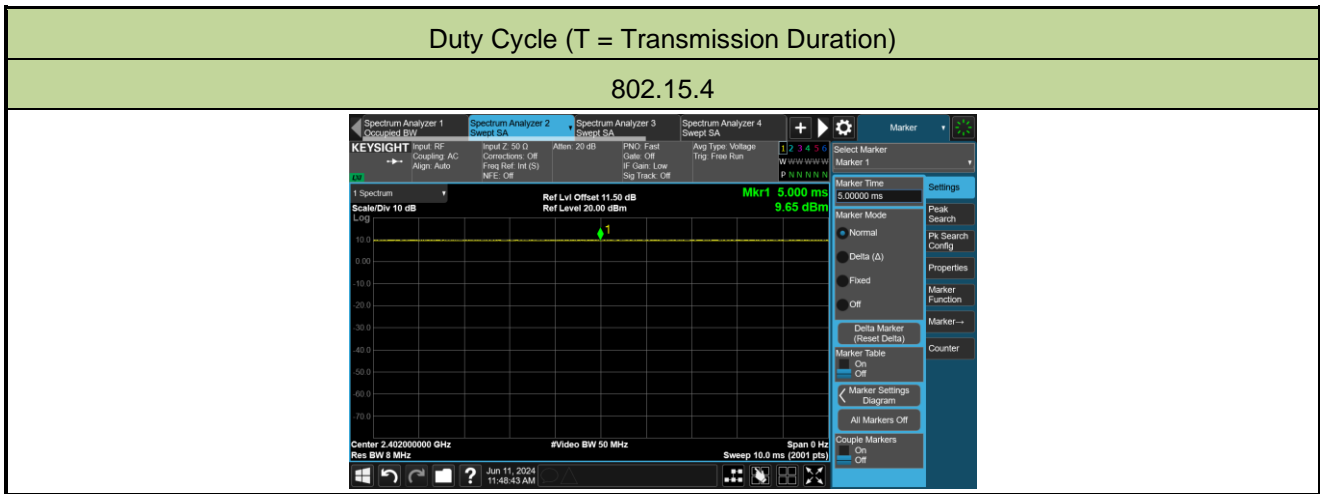 Duty Cycle (T = Transmission Duration)
802.15.4
Spectrum Analyzer 1
Occupied BW
Spectrum Analyzer 2
Swept SA
Spectrum Analyzer 3
Swept SA
Spectrum Analyzer 4
Swept SA
+
Marker
KEYSIGHT
Input: RF
Coupling: AC
Align: Auto
Input Z: 50 Ω
Corrections: Off
Freq Ref: Int (S)
NFE: Off
Atten: 20 dB
PNO: Fast
Gate: Off
IF Gain: Low
Sig Track: Off
Avg Type: Voltage
Trig: Free Run
1 2 3 4 5 6
W W W W W W
P N N N N N
Select Marker
Marker 1
1 Spectrum
Scale/Div 10 dB
Log
Ref Lvl Offset 11.50 dB
Ref Level 20.00 dBm
Mkr1 5.000 ms
9.65 dBm
1
10.0
0.00
-10.0
-20.0
-30.0
-40.0
-50.0
-60.0
-70.0
Center 2.402000000 GHz
Res BW 8 MHz
#Video BW 50 MHz
Span 0 Hz
Sweep 10.0 ms (2001 pts)
Marker Time
5.00000 ms
Marker Mode
Normal
Delta (Δ)
Fixed
Off
Delta Marker
(Reset Delta)
Marker Table
On
Off
Marker Settings
Diagram
All Markers Off
Couple Markers
On
Off
Settings
Peak
Search
Pk Search
Config
Properties
Marker
Function
Marker→
Counter
?
Jun 11, 2024
11:48:43 AM